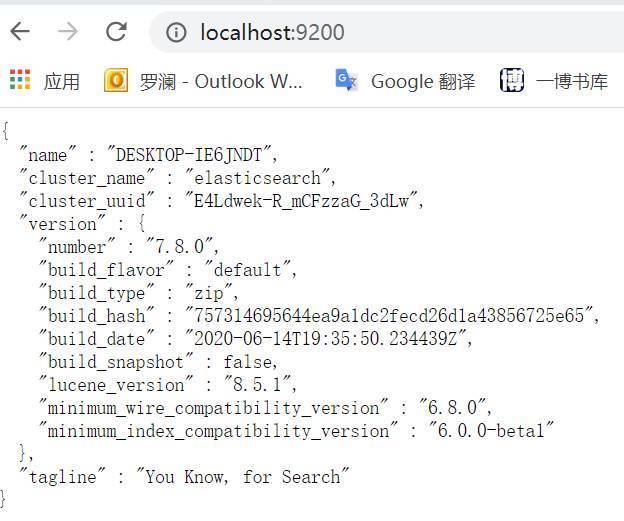 localhost:9200
应用 罗澜 - Outlook W... Google 翻译 一博书库
{
"name" : "DESKTOP-IE6JNDT",
"cluster_name" : "elasticsearch",
"cluster_uuid" : "E4Ldwek-R_mCFzzaG_3dLw",
"version" : {
"number" : "7.8.0",
"build_flavor" : "default",
"build_type" : "zip",
"build_hash" : "757314695644ea9a1dc2fecd26d1a43856725e65",
"build_date" : "2020-06-14T19:35:50.234439Z",
"build_snapshot" : false,
"lucene_version" : "8.5.1",
"minimum_wire_compatibility_version" : "6.8.0",
"minimum_index_compatibility_version" : "6.0.0-beta1"
},
"tagline" : "You Know, for Search"
}